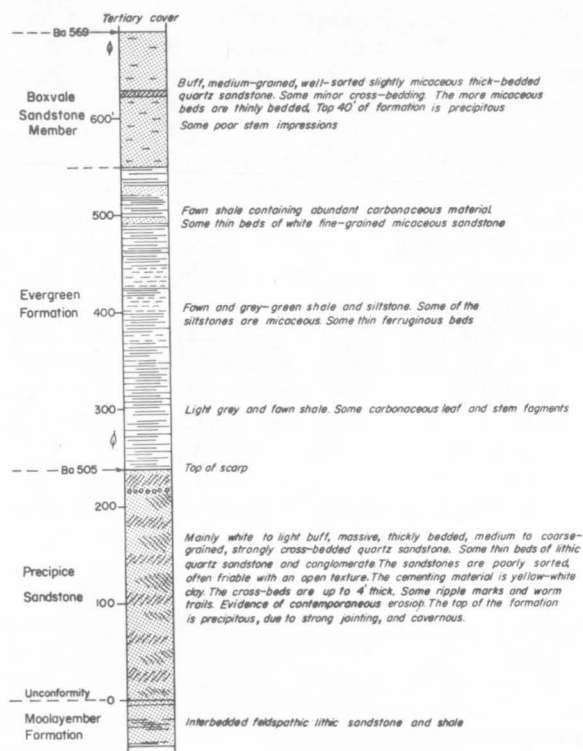 Tertiary cover
Ba 569
Buff, medium-grained, well-sorted slightly micaceous thick-bedded
quartz sandstone. Some minor cross-bedding. The more micaceous
beds are thinly bedded. Top 40' of formation is precipitous
Some poor stem impressions
Boxvale
Sandstone
Member
600'
500
Fawn shale containing abundant carbonaceous material.
Some thin beds of white fine-grained micaceous sandstone
Evergreen
Formation
400
Fawn and grey-green shale and siltstone. Some of the
siltstones are micaceous. Some thin ferruginous beds
300
Light grey and fawn shale. Some carbonaceous leaf and stem fagments
Ba 505
Top of scarp
200
Mainly white to light buff, massive, thickly bedded, medium to coarse-
grained, strongly cross-bedded quartz sandstone. Some thin beds of lithic
quartz sandstone and conglomerate. The sandstones are poorly sorted,
often friable with an open texture. The cementing material is yellow-white
clay. The cross-beds are up to 4' thick. Some ripple marks and worm
trails. Evidence of contemporaneous erosion. The top of the formation
is precipitous, due to strong jointing, and cavernous.
Precipice
Sandstone
100
Unconformity
0
Moolayember
Formation
Interbedded feldspathic lithic sandstone and shale